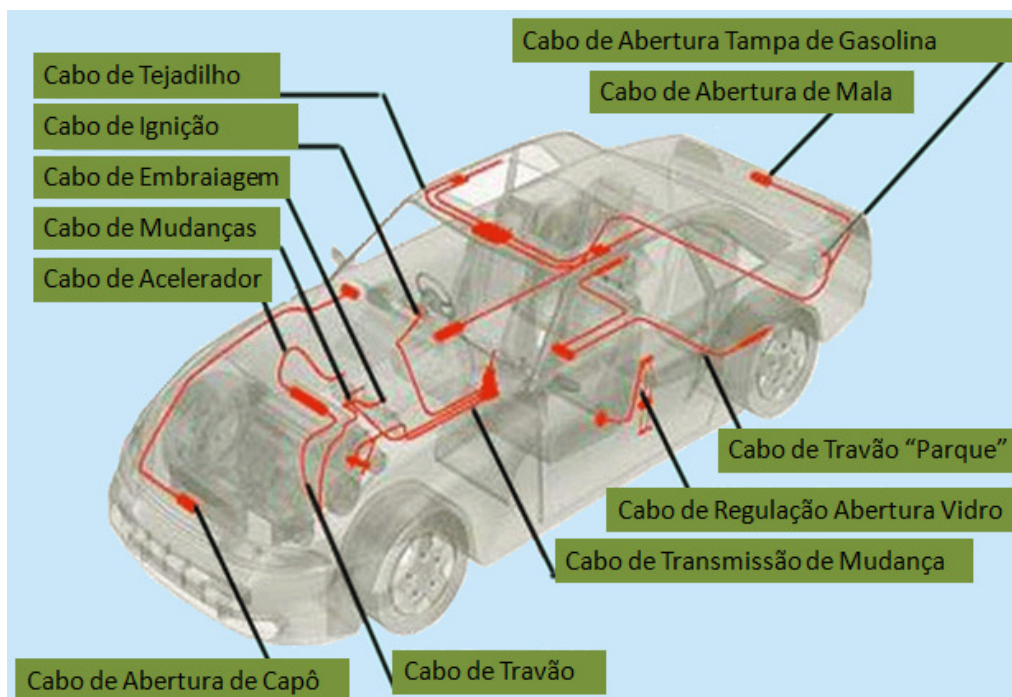 Cabo de Abertura Tampa de Gasolina
Cabo de Tejadilho
Cabo de Abertura de Mala
Cabo de Ignição
Cabo de Embraiagem
Cabo de Mudanças
Cabo de Acelerador
Cabo de Travão “Parque”
Cabo de Regulação Abertura Vidro
Cabo de Transmissão de Mudança
Cabo de Travão
Cabo de Abertura de Capô